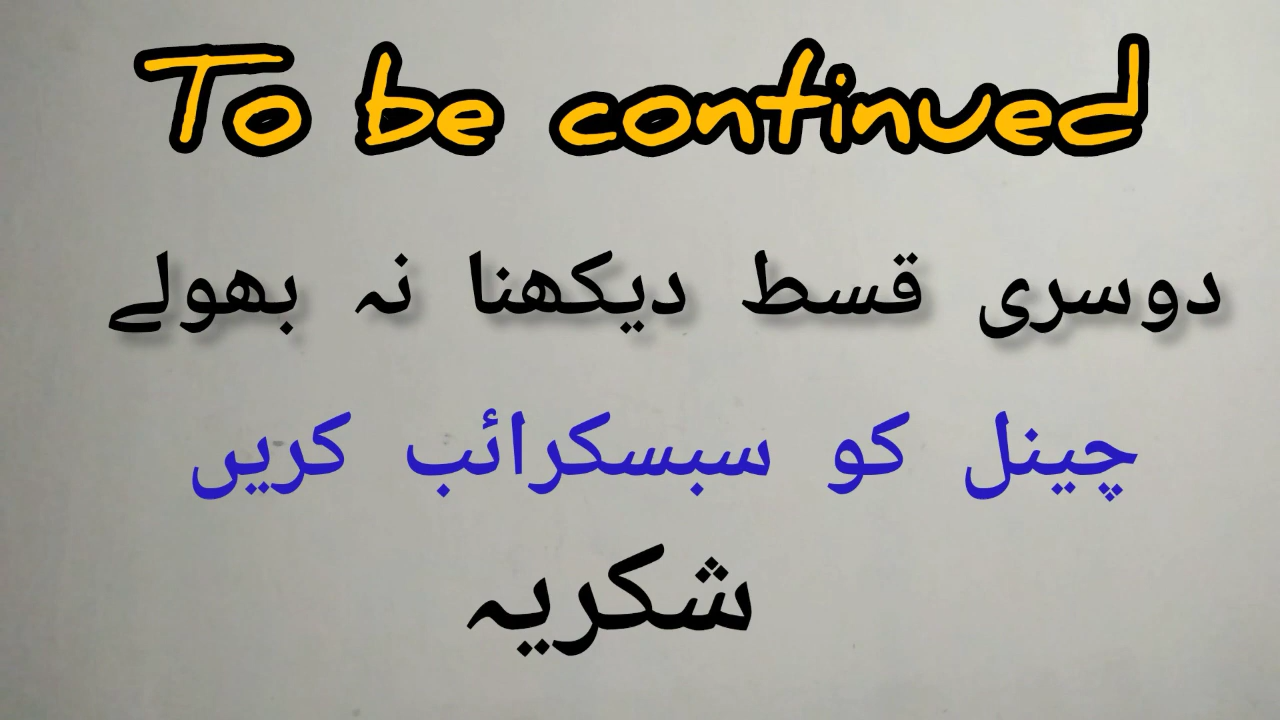 To be continued
دوسری قسط دیکھنا نہ بھولے
چینل کو سبسکرائب کریں
شکریہ